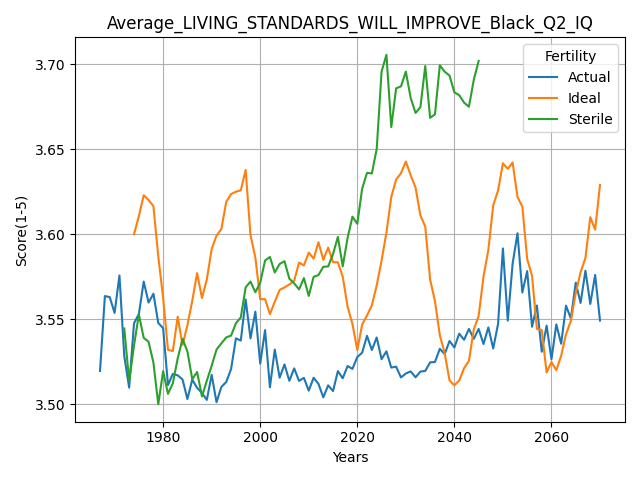 Average_LIVING_STANDARDS_WILL_IMPROVE_Black_Q2_IQ
Fertility
Actual
Ideal
Sterile
3.70
3.65
3.60
3.55
3.50
Score(1-5)
1980
2000
2020
2040
2060
Years